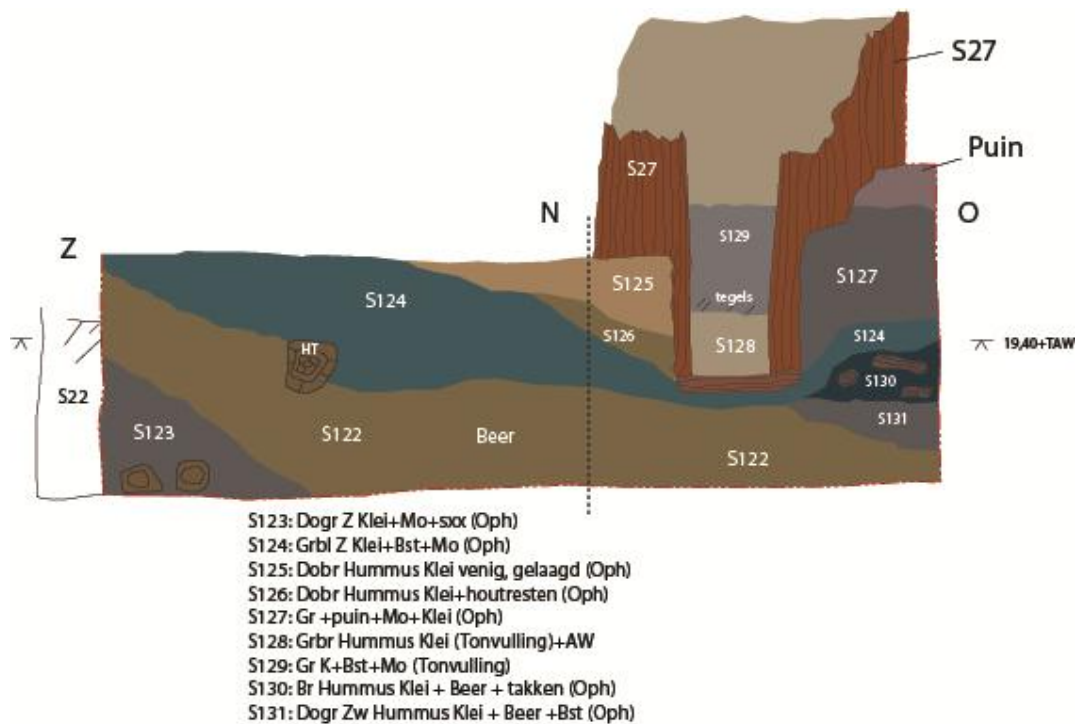 S27
S27
Puin
N
O
Z
S129
S125
S127
S124
tegels
S126
S124
HT
S128
19,40+TAW
S130
S22
S131
S123
S122
Beer
S122
S123: Dogr Z Klei+Mo+sxx (Oph)
S124: Grbl Z Klei+Bst+Mo (Oph)
S125: Dobr Hummus Klei venig, gelaagd (Oph)
S126: Dobr Hummus Klei+houtresten (Oph)
S127: Gr +puin+Mo+Klei (Oph)
S128: Grbr Hummus Klei (Tonvulling)+AW
S129: Gr K+Bst+Mo (Tonvulling)
S130: Br Hummus Klei + Beer + takken (Oph)
S131: Dogr Zw Hummus Klei + Beer +Bst (Oph)